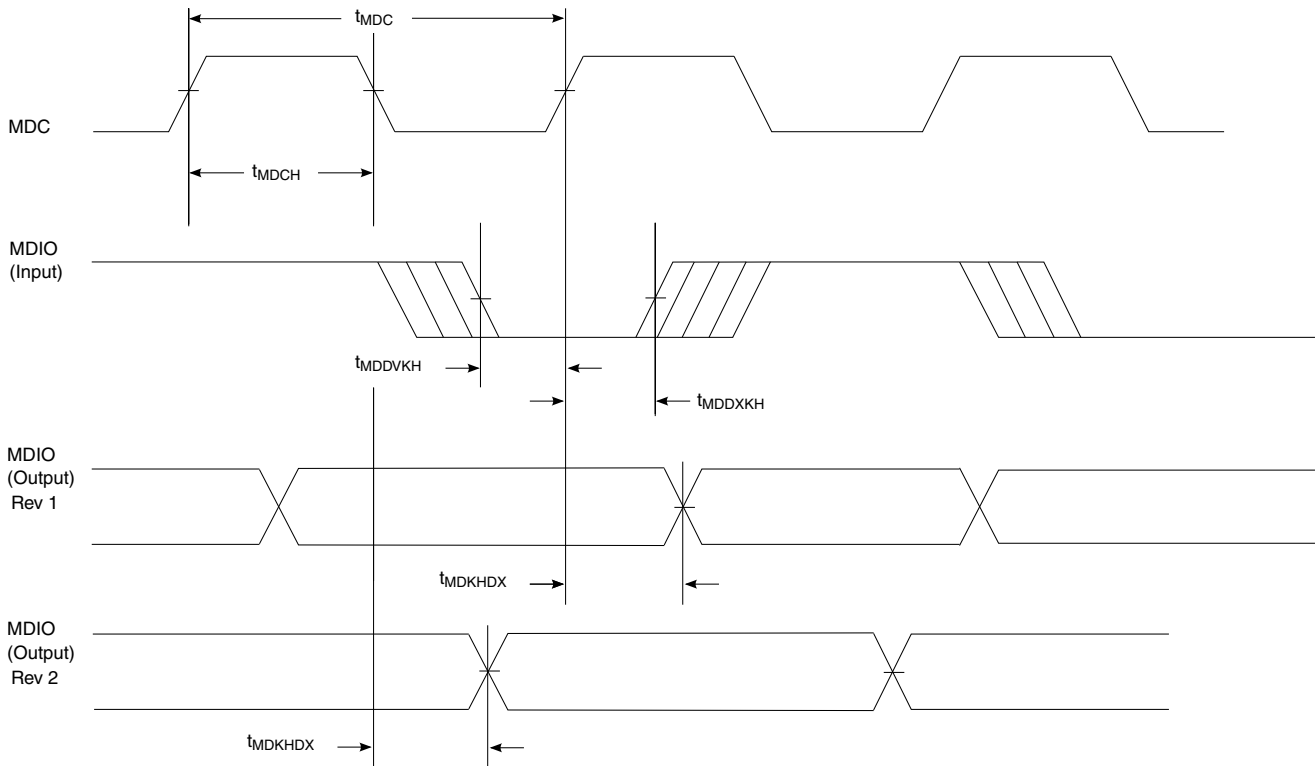 tMDC
MDC
tMDCH
MDIO
(Input)
tMDDVKH
tMDDXKH
MDIO
(Output)
Rev 1
tMDKHDX
MDIO
(Output)
Rev 2
tMDKHDX